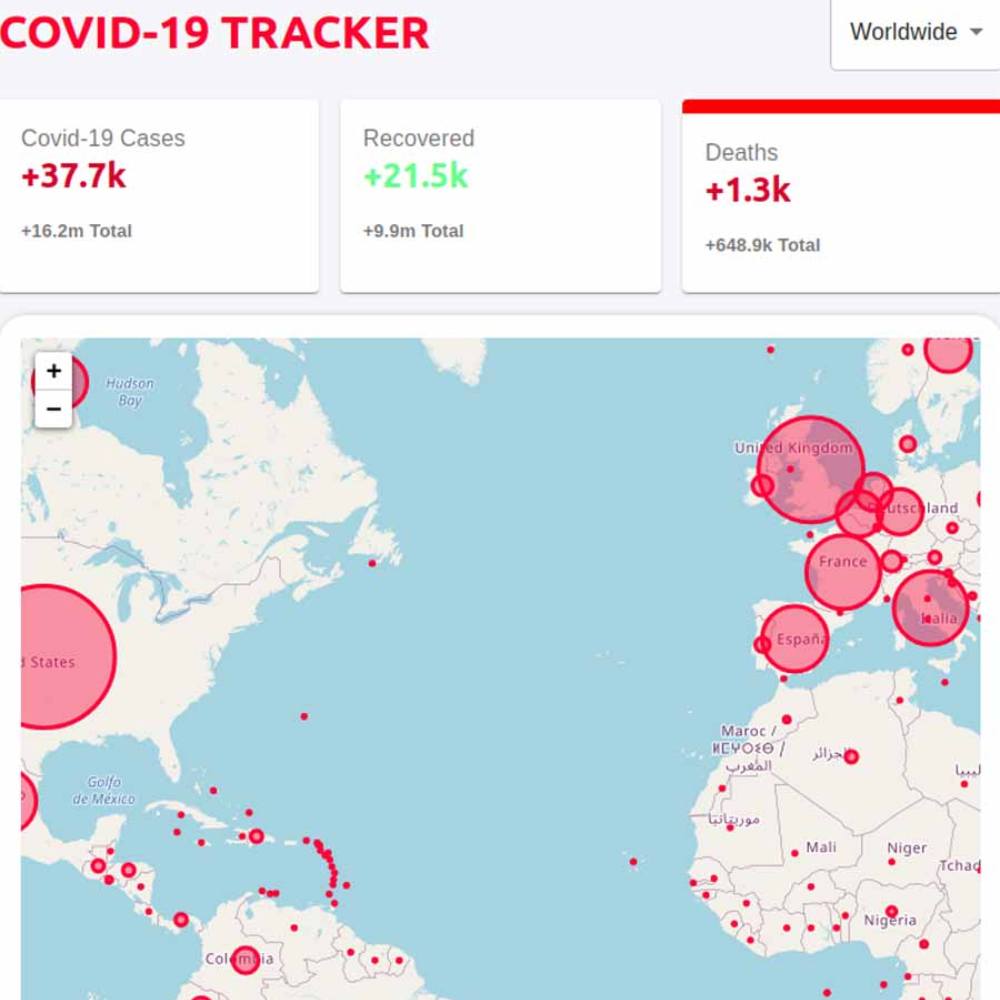 COVID-19 TRACKER
Worldwide
Covid-19 Cases
+37.7k
+16.2m Total
Recovered
+21.5k
+9.9m Total
Deaths
+1.3k
+648.9k Total
+
−
Hudson
Bay
United Kingdom
Deutschland
France
Italia
España
d States
Golfo
de México
Maroc /
ⵍⵎⵖⵔⵉⴱ /
المغرب
الجزائر
ليبيا
موريتانيا
Mali
Niger
Tchad
Nigeria
Colombia